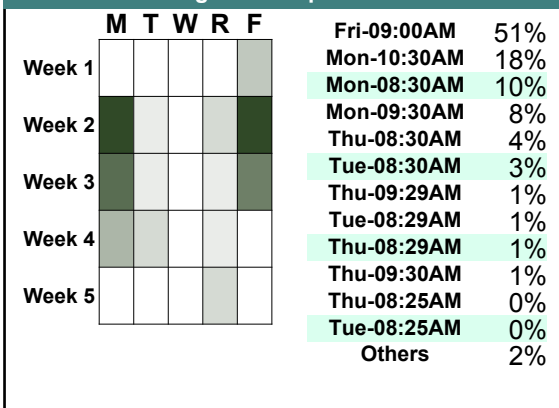 M T W R F
Week 1
Week 2
Week 3
Week 4
Week 5
Fri-09:00AM 51%
Mon-10:30AM 18%
Mon-08:30AM 10%
Mon-09:30AM 8%
Thu-08:30AM 4%
Tue-08:30AM 3%
Thu-09:29AM 1%
Tue-08:29AM 1%
Thu-08:29AM 1%
Thu-09:30AM 1%
Thu-08:25AM 0%
Tue-08:25AM 0%
Others 2%